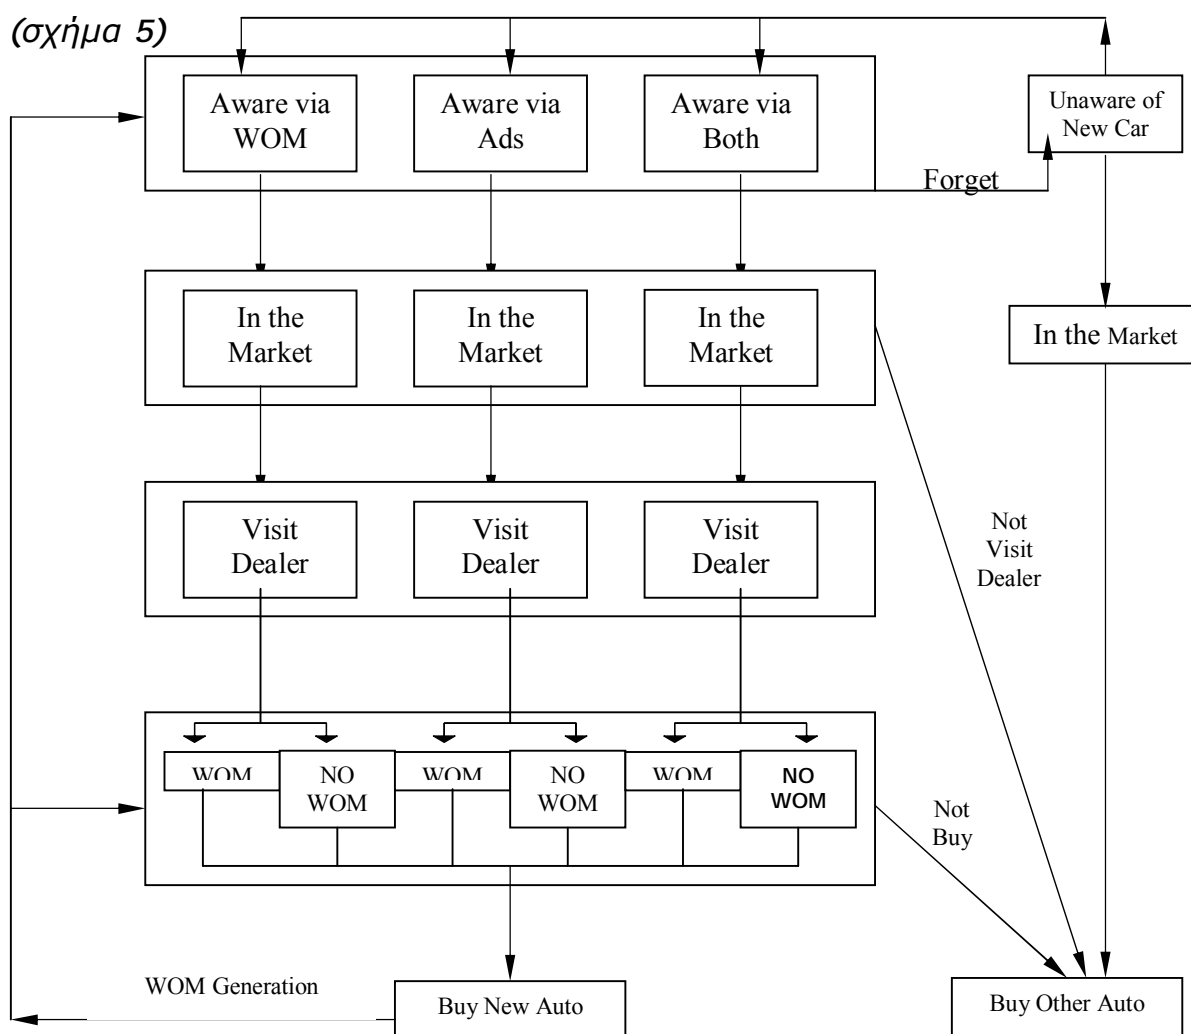 (σχήμα 5)
Aware via
WOM
Aware via
Ads
Aware via
Both
Unaware of
New Car
Forget
In the
Market
In the
Market
In the
Market
In the Market
Visit
Dealer
Visit
Dealer
Visit
Dealer
Not
Visit
Dealer
WOM
NO
WOM
WOM
NO
WOM
WOM
NO
WOM
Not
Buy
WOM Generation
Buy New Auto
Buy Other Auto